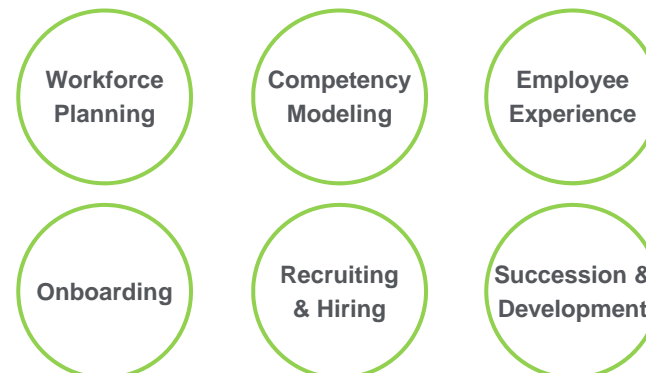 Workforce
Planning
Competency
Modeling
Employee
Experience
Onboarding
Recruiting
& Hiring
Succession &
Development